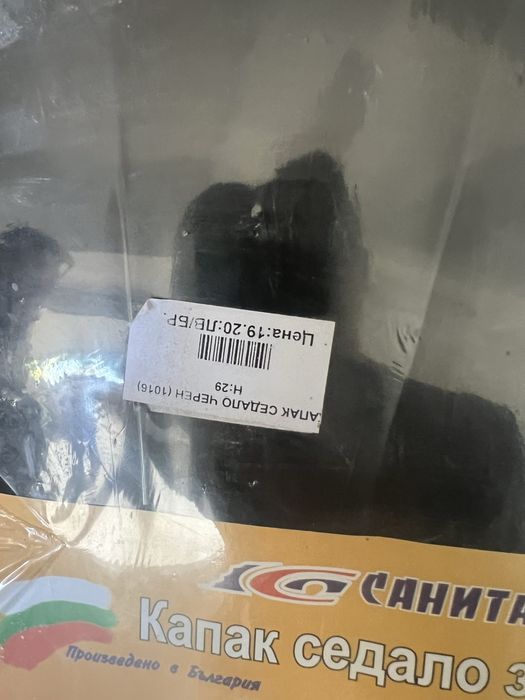 КАПАК СЕДАЛО ЧЕРЕН (1016)
Н:29
Цена:19.20:ЛВ/БР.
САНИТА
Капак седало з
Произведено в България